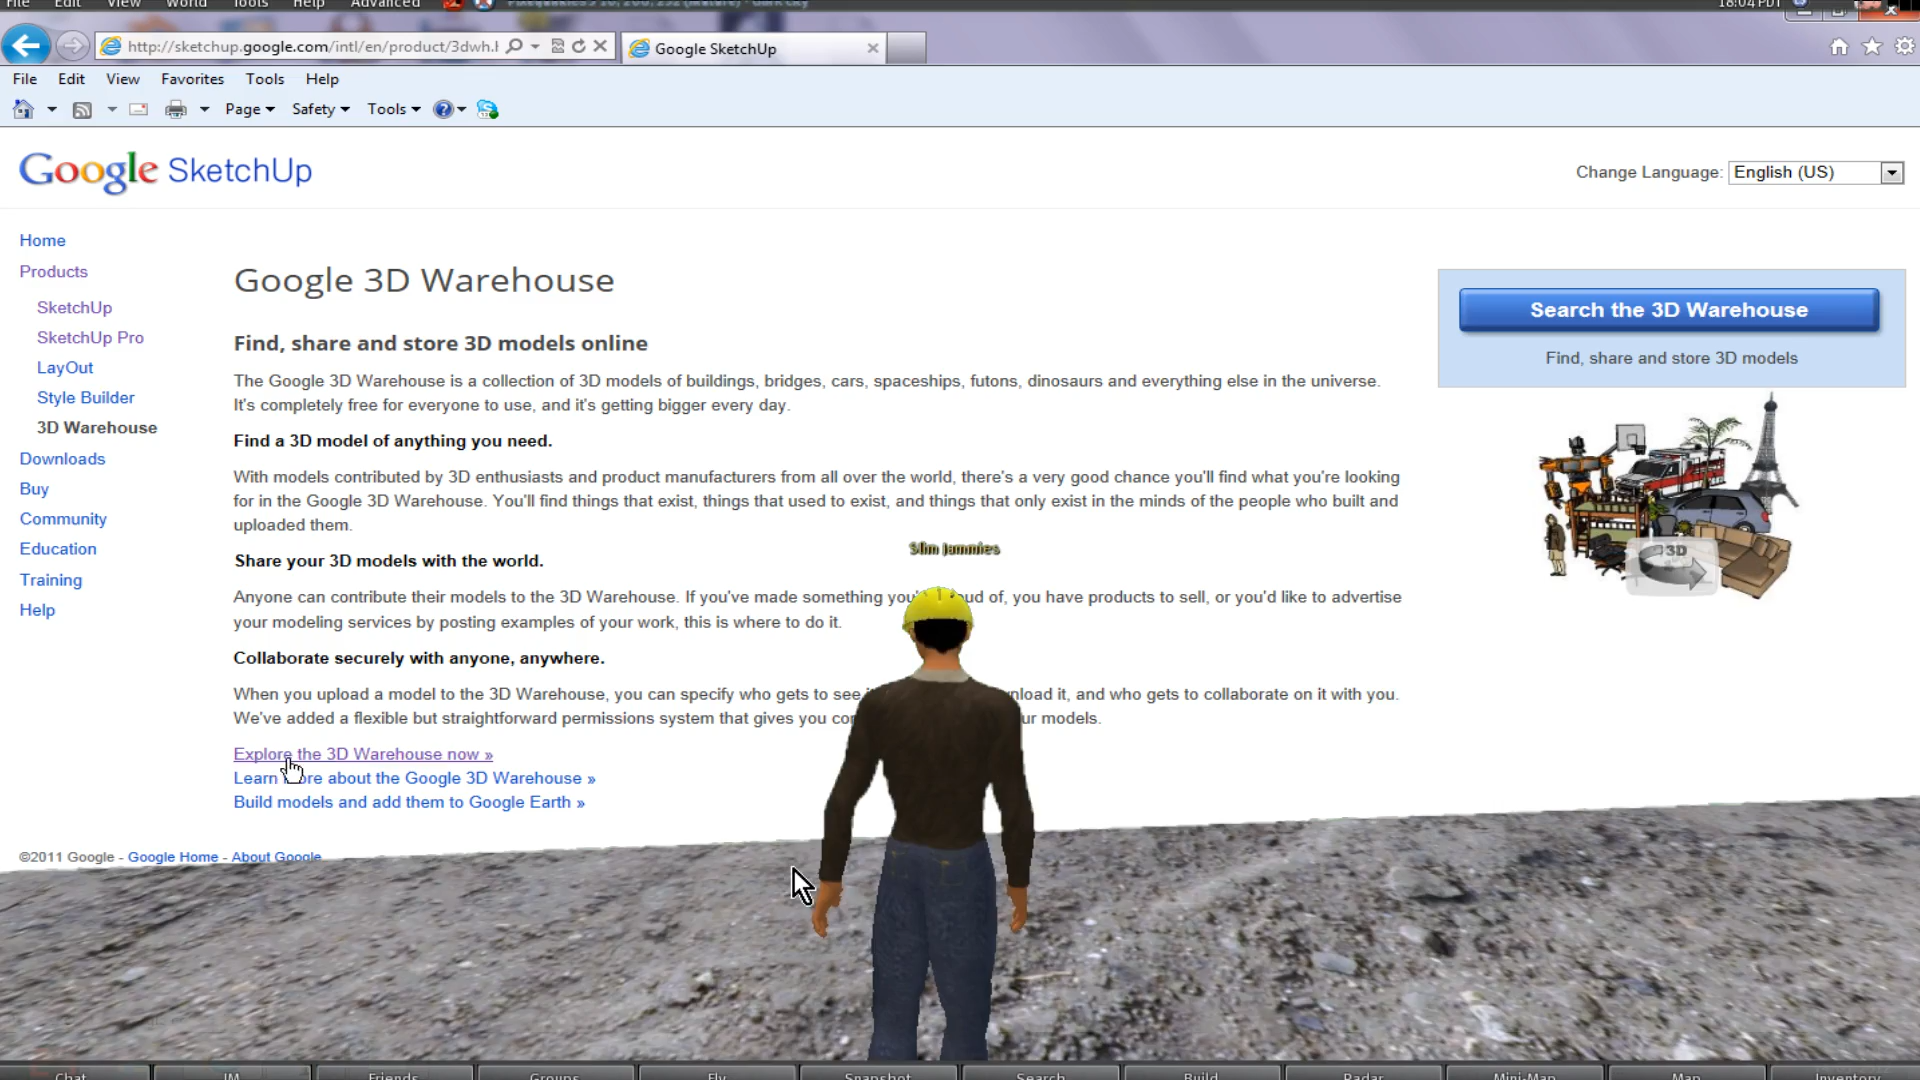 File Edit View World Tools Help Advanced
18:04 PDT
http://sketchup.google.com/intl/en/product/3dwh.h
Google SketchUp
File Edit View Favorites Tools Help
Page Safety Tools
Google SketchUp
Change Language: English (US)
Home
Products
SketchUp
SketchUp Pro
LayOut
Style Builder
3D Warehouse
Downloads
Buy
Community
Education
Training
Help
Google 3D Warehouse
Find, share and store 3D models online
The Google 3D Warehouse is a collection of 3D models of buildings, bridges, cars, spaceships, futons, dinosaurs and everything else in the universe.
It's completely free for everyone to use, and it's getting bigger every day.
Find a 3D model of anything you need.
With models contributed by 3D enthusiasts and product manufacturers from all over the world, there's a very good chance you'll find what you're looking
for in the Google 3D Warehouse. You'll find things that exist, things that used to exist, and things that only exist in the minds of the people who built and
uploaded them.
Slim Jammies
Share your 3D models with the world.
Anyone can contribute their models to the 3D Warehouse. If you've made something you' ud of, you have products to sell, or you'd like to advertise
your modeling services by posting examples of your work, this is where to do it.
Collaborate securely with anyone, anywhere.
When you upload a model to the 3D Warehouse, you can specify who gets to see nload it, and who gets to collaborate on it with you.
We've added a flexible but straightforward permissions system that gives you co ur models.
Explore the 3D Warehouse now »
Learn ore about the Google 3D Warehouse »
Build models and add them to Google Earth »
Search the 3D Warehouse
Find, share and store 3D models
3D
©2011 Google - Google Home - About Google
Chat IM Friends Groups Fly Snapshot Search Build Radar Mini-Map Map Inventory